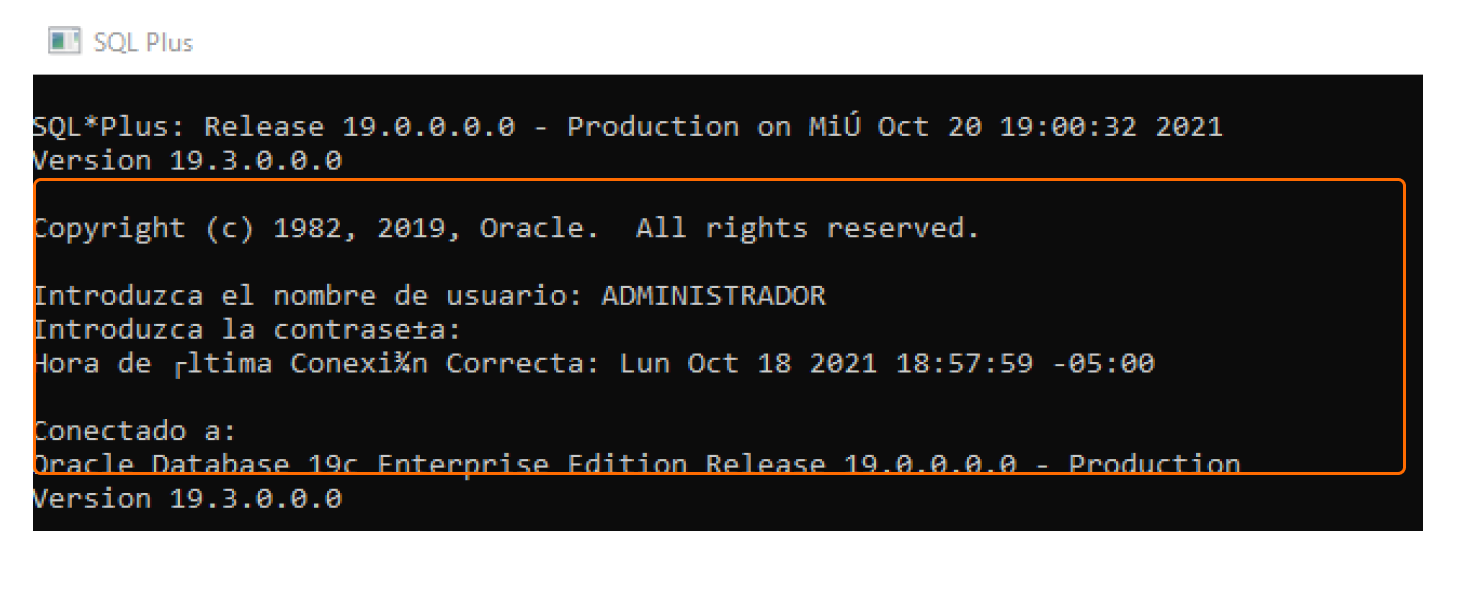 SQL Plus
SQL*Plus: Release 19.0.0.0.0 - Production on MiÚ Oct 20 19:00:32 2021
Version 19.3.0.0.0
Copyright (c) 1982, 2019, Oracle.  All rights reserved.
Introduzca el nombre de usuario: ADMINISTRADOR
Introduzca la contrase±a:
Hora de ┌ltima Conexi¾n Correcta: Lun Oct 18 2021 18:57:59 -05:00
Conectado a:
Oracle Database 19c Enterprise Edition Release 19.0.0.0.0 - Production
Version 19.3.0.0.0